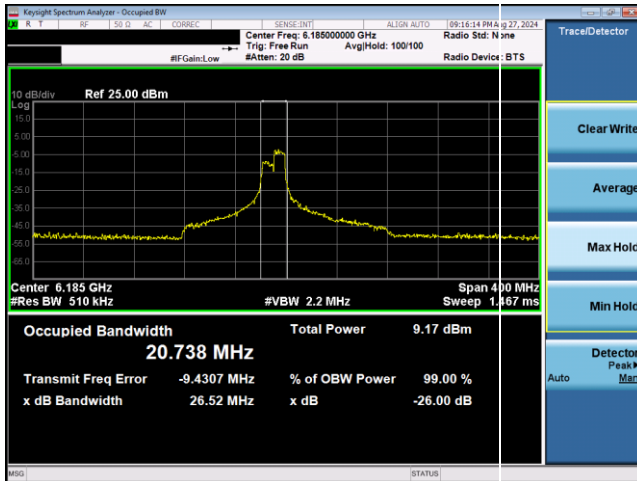 Keysight Spectrum Analyzer - Occupied BW
R T RF 50 Ω AC CORREC SENSE:INT ALIGN AUTO 09:16:14 PM Aug 27, 2024
Center Freq: 6.185000000 GHz Radio Std: None
Trig: Free Run Avg|Hold: 100/100
#IFGain:Low #Atten: 20 dB Radio Device: BTS
Trace/Detector
10 dB/div Ref 25.00 dBm
Log
15.0
5.00
-5.00
-15.0
-25.0
-35.0
-45.0
-55.0
-65.0
Center 6.185 GHz Span 400 MHz
#Res BW 510 kHz #VBW 2.2 MHz Sweep 1.467 ms
Occupied Bandwidth Total Power 9.17 dBm
20.738 MHz
Transmit Freq Error -9.4307 MHz % of OBW Power 99.00 %
x dB Bandwidth 26.52 MHz x dB -26.00 dB
Clear Write
Average
Max Hold
Min Hold
Detector
Peak
Auto Man
MSG STATUS